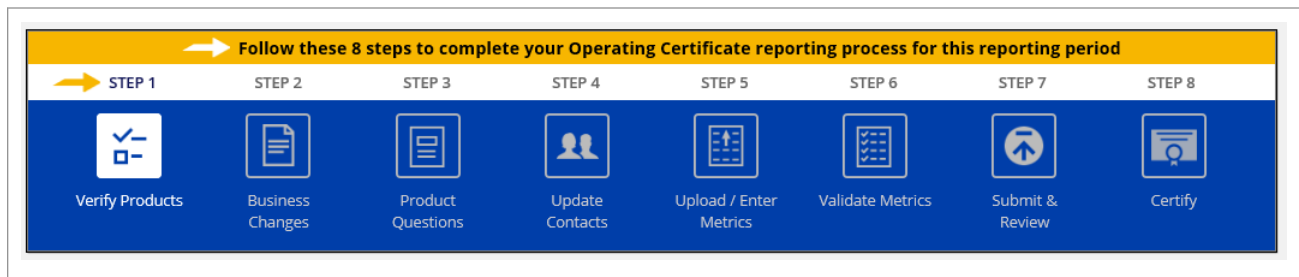 Follow these 8 steps to complete your Operating Certificate reporting process for this reporting period
STEP 1 STEP 2 STEP 3 STEP 4 STEP 5 STEP 6 STEP 7 STEP 8
Verify Products Business Product Update Upload / Enter Validate Metrics Submit & Certify
Changes Questions Contacts Metrics Review